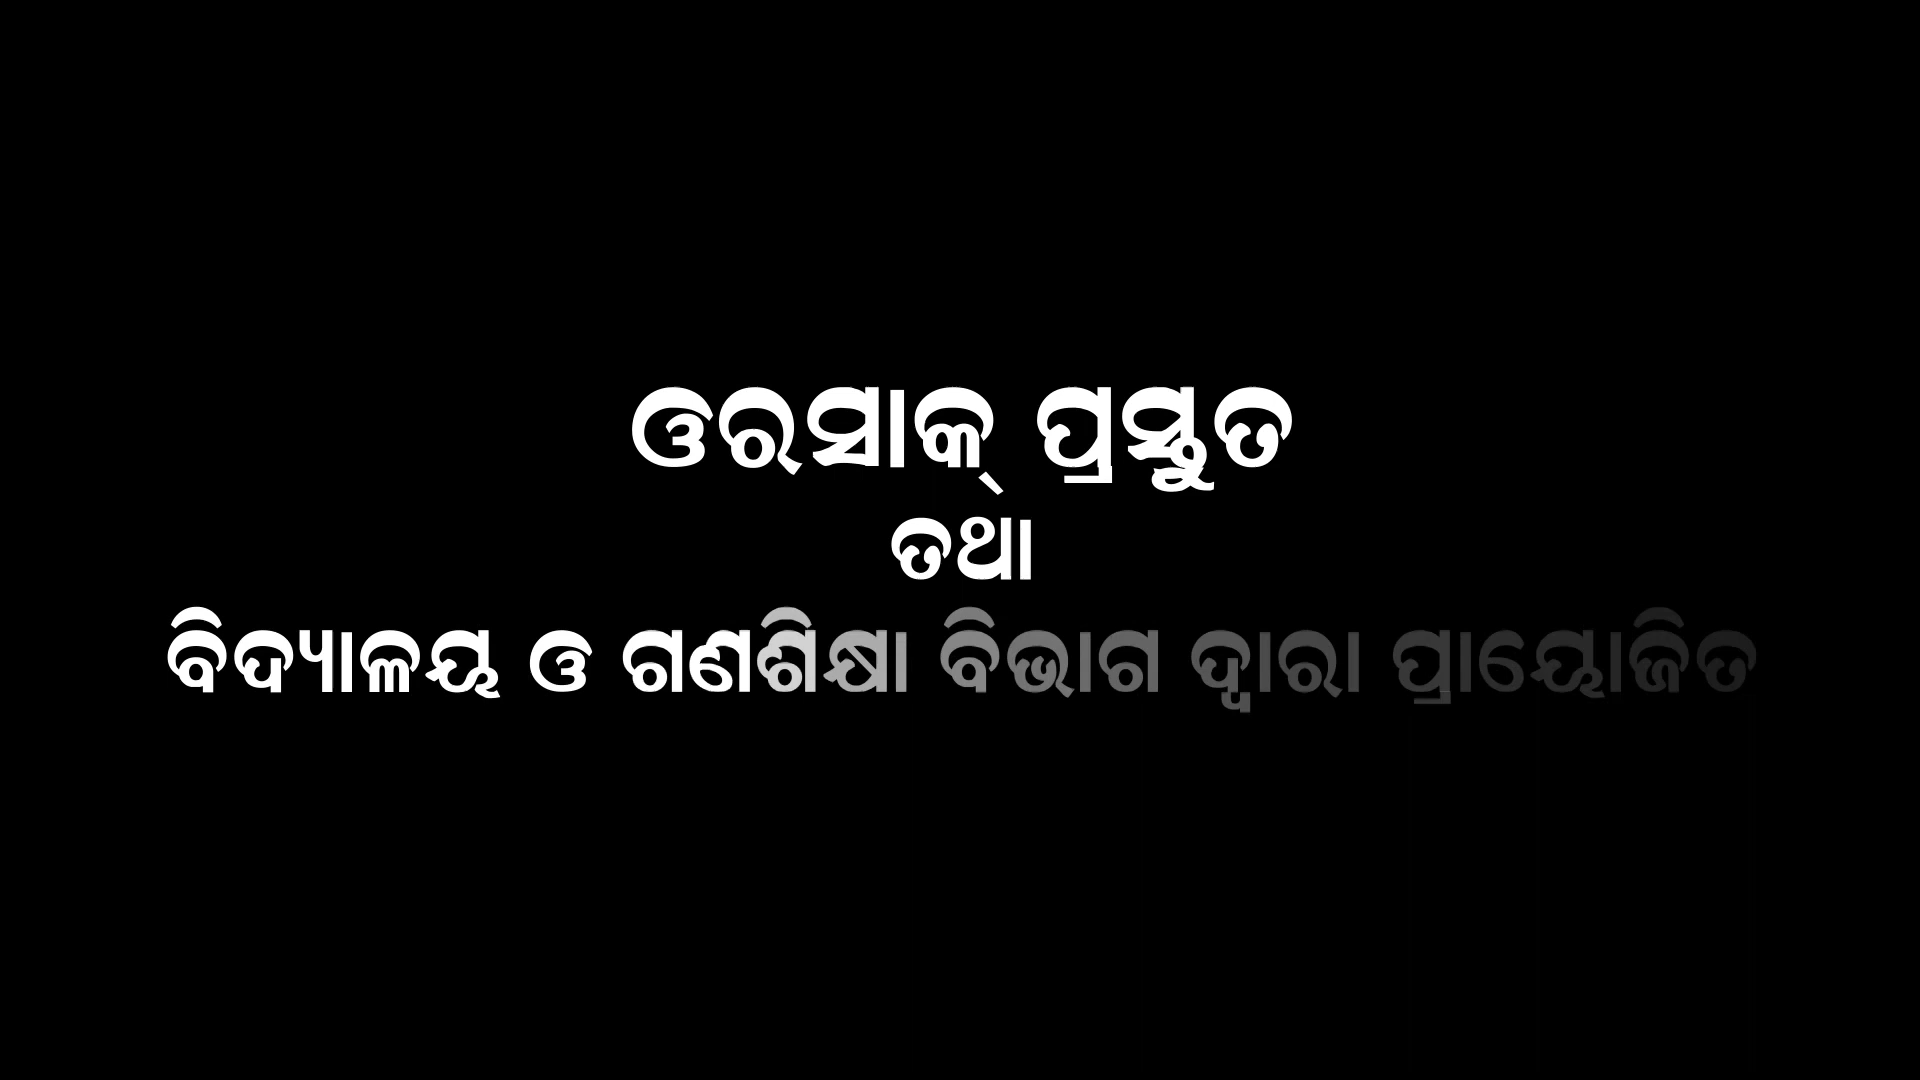 ଓରସାକ୍ ପ୍ରସ୍ତୁତ
ତଥା
ବିଦ୍ୟାଳୟ ଓ ଗଣଶିକ୍ଷା ବିଭାଗ ଦ୍ୱାରା ପ୍ରାୟୋଜିତ